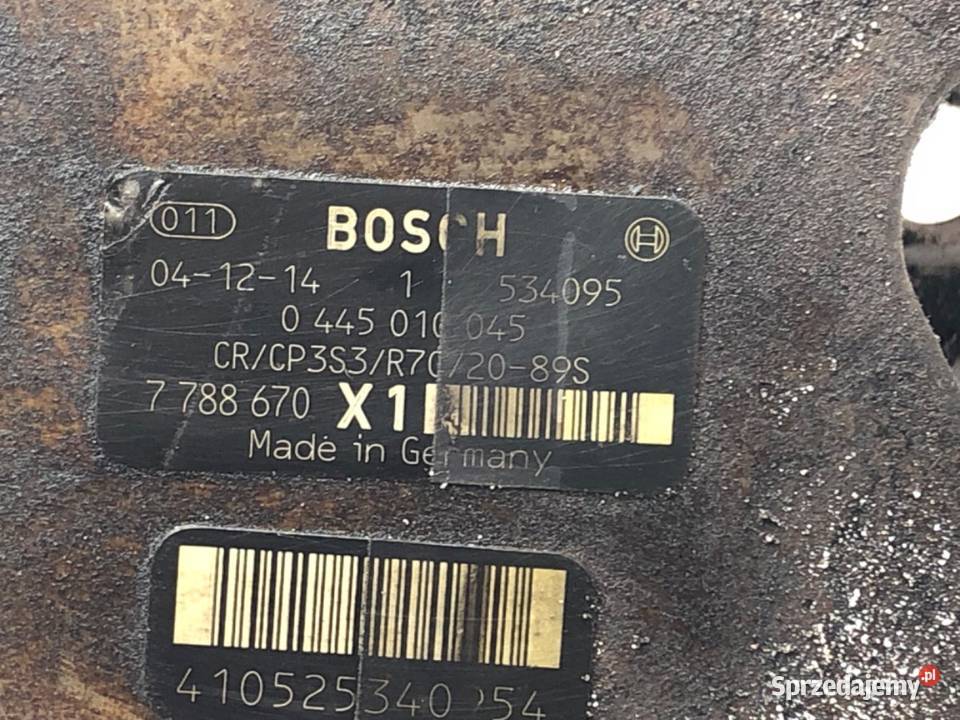 011 BOSCH
04-12-14 1 534095
0 445 010 045
CR/CP3S3/R70/20-89S
7 788 670 X1
Made in Germany
Sprzedajemy.pl